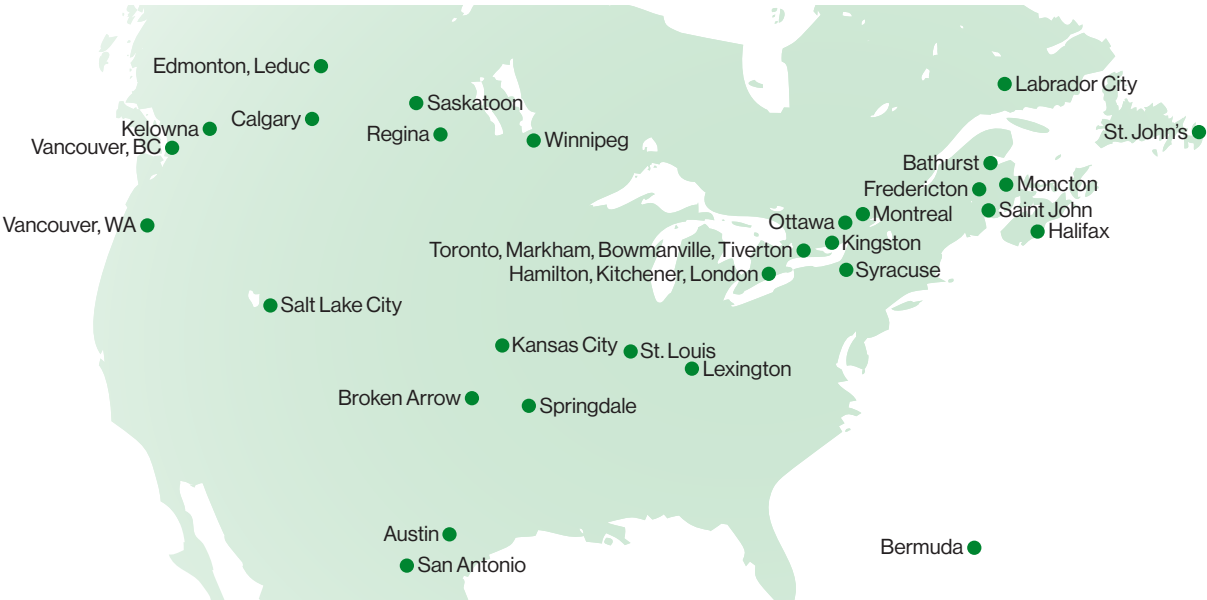 Edmonton, Leduc
Labrador City
Saskatoon
Calgary
Kelowna
St. John's
Regina
Winnipeg
Vancouver, BC
Bathurst
Moncton
Fredericton
Saint John
Montreal
Ottawa
Vancouver, WA
Halifax
Kingston
Toronto, Markham, Bowmanville, Tiverton
Syracuse
Hamilton, Kitchener, London
Salt Lake City
Kansas City
St. Louis
Lexington
Broken Arrow
Springdale
Austin
Bermuda
San Antonio